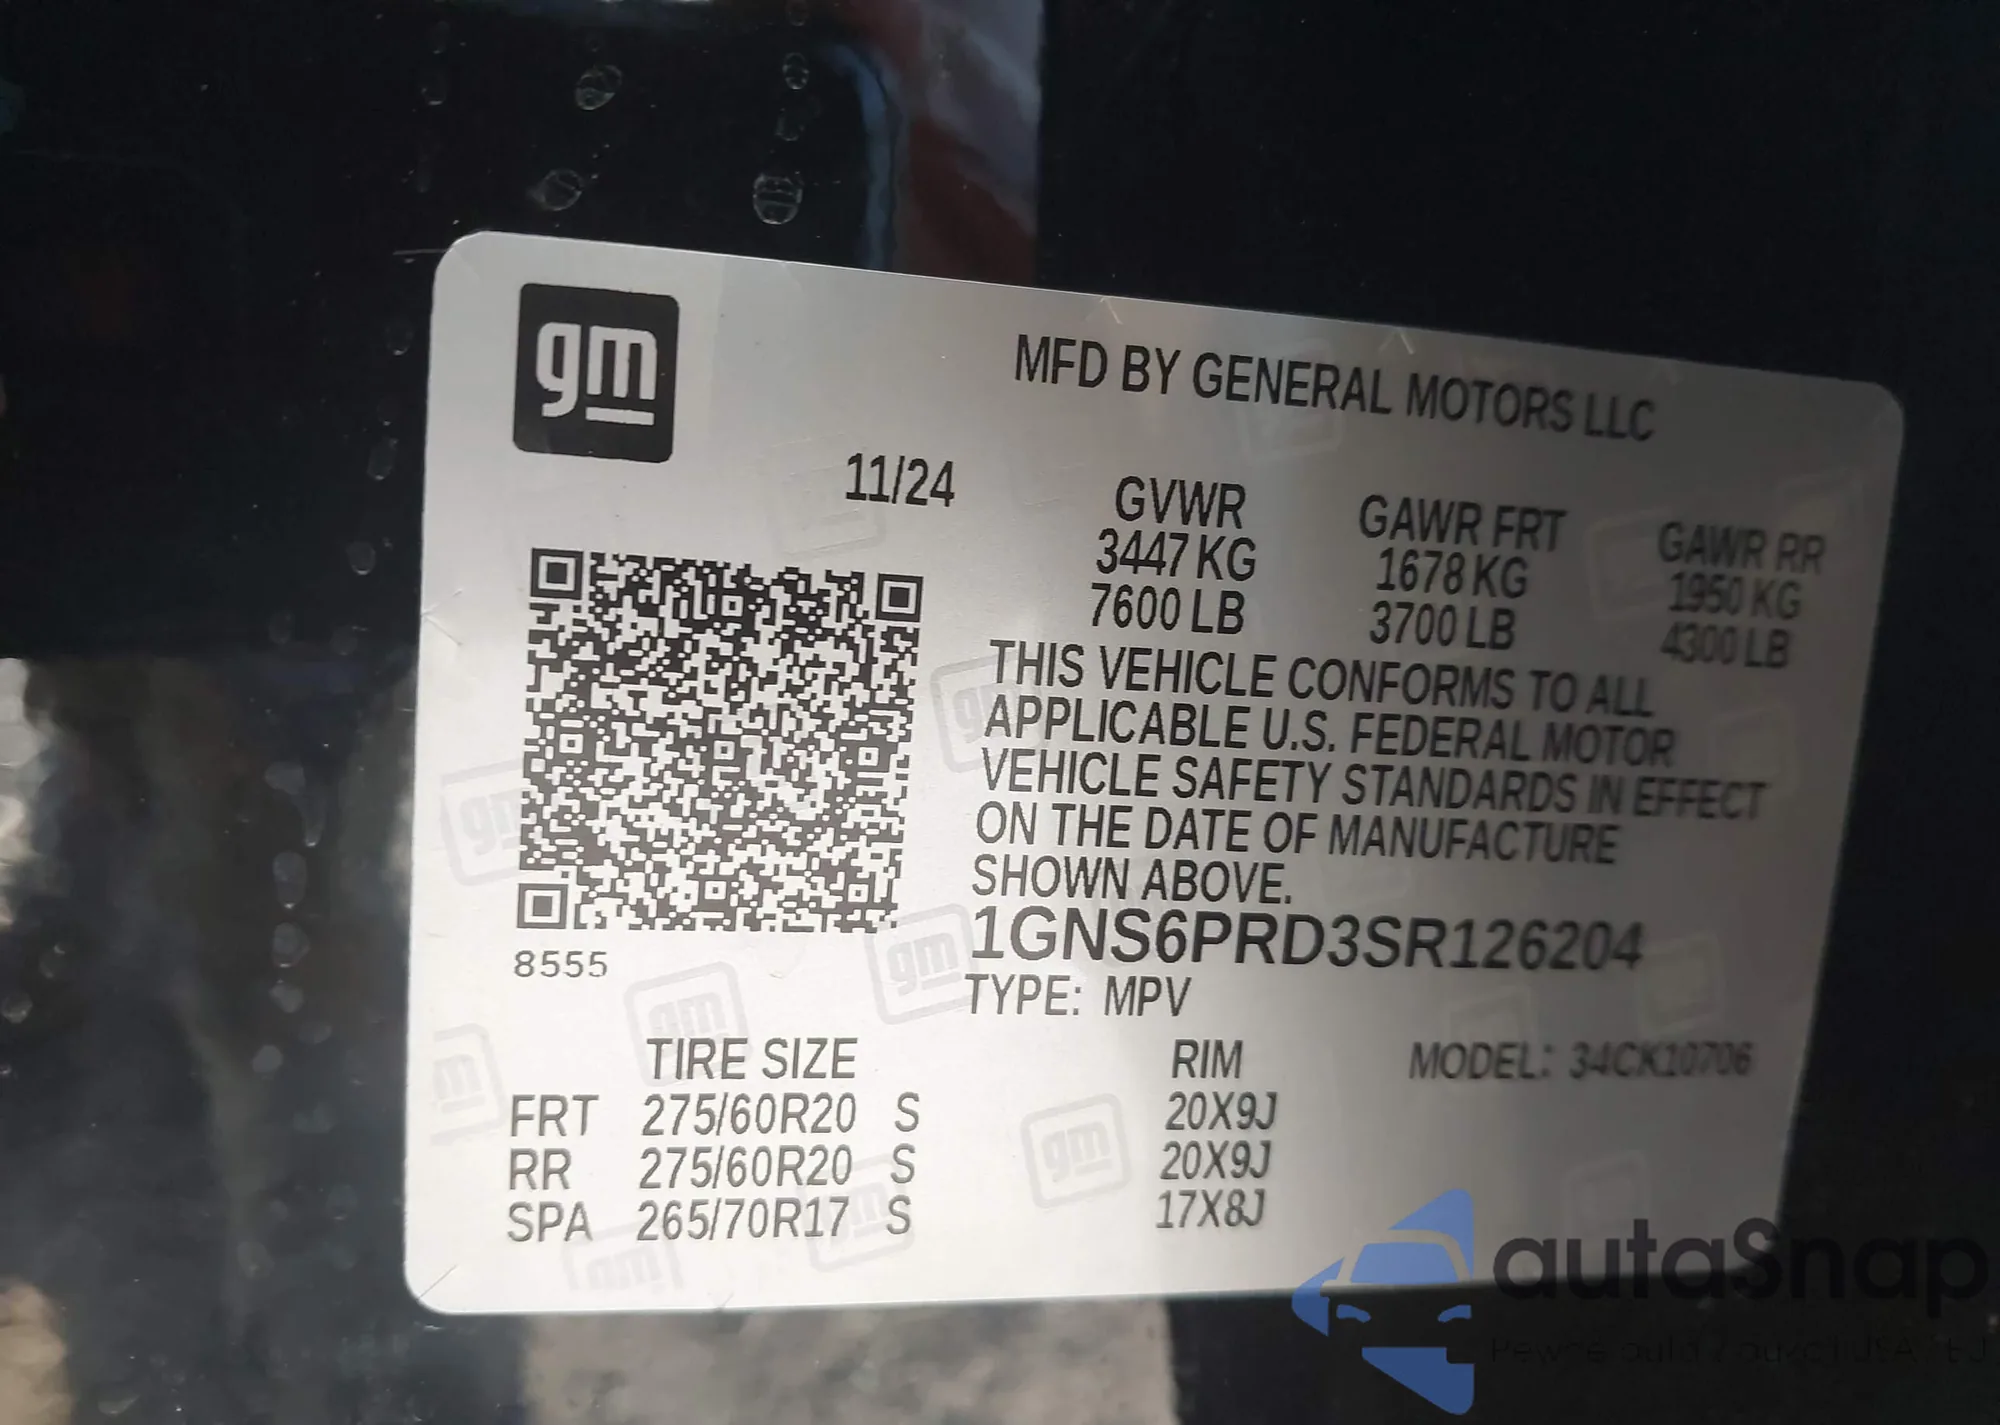 gm
MFD BY GENERAL MOTORS LLC
11/24
GVWR GAWR FRT GAWR RR
3447 KG 1678 KG 1950 KG
7600 LB 3700 LB 4300 LB
THIS VEHICLE CONFORMS TO ALL
APPLICABLE U.S. FEDERAL MOTOR
VEHICLE SAFETY STANDARDS IN EFFECT
ON THE DATE OF MANUFACTURE
SHOWN ABOVE.
1GNS6PRD3SR126204
8555
TYPE: MPV
TIRE SIZE RIM MODEL: 34CK10706
FRT 275/60R20 S 20X9J
RR 275/60R20 S 20X9J
SPA 265/70R17 S 17X8J
autaSnap